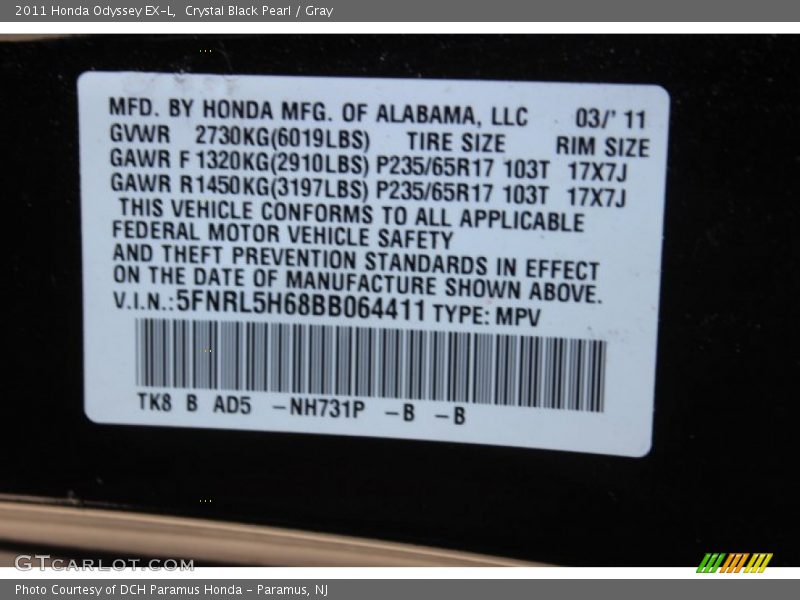 2011 Honda Odyssey EX-L,  Crystal Black Pearl / Gray
MFD. BY HONDA MFG. OF ALABAMA, LLC 03/' 11
GVWR 2730KG(6019LBS) TIRE SIZE RIM SIZE
GAWR F 1320KG(2910LBS) P235/65R17 103T 17X7J
GAWR R1450KG(3197LBS) P235/65R17 103T 17X7J
THIS VEHICLE CONFORMS TO ALL APPLICABLE
FEDERAL MOTOR VEHICLE SAFETY
AND THEFT PREVENTION STANDARDS IN EFFECT
ON THE DATE OF MANUFACTURE SHOWN ABOVE.
V.I.N.:5FNRL5H68BB064411 TYPE: MPV
TK8 B AD5 -NH731P -B -B
GTCARLOT.COM
Photo Courtesy of DCH Paramus Honda - Paramus, NJ